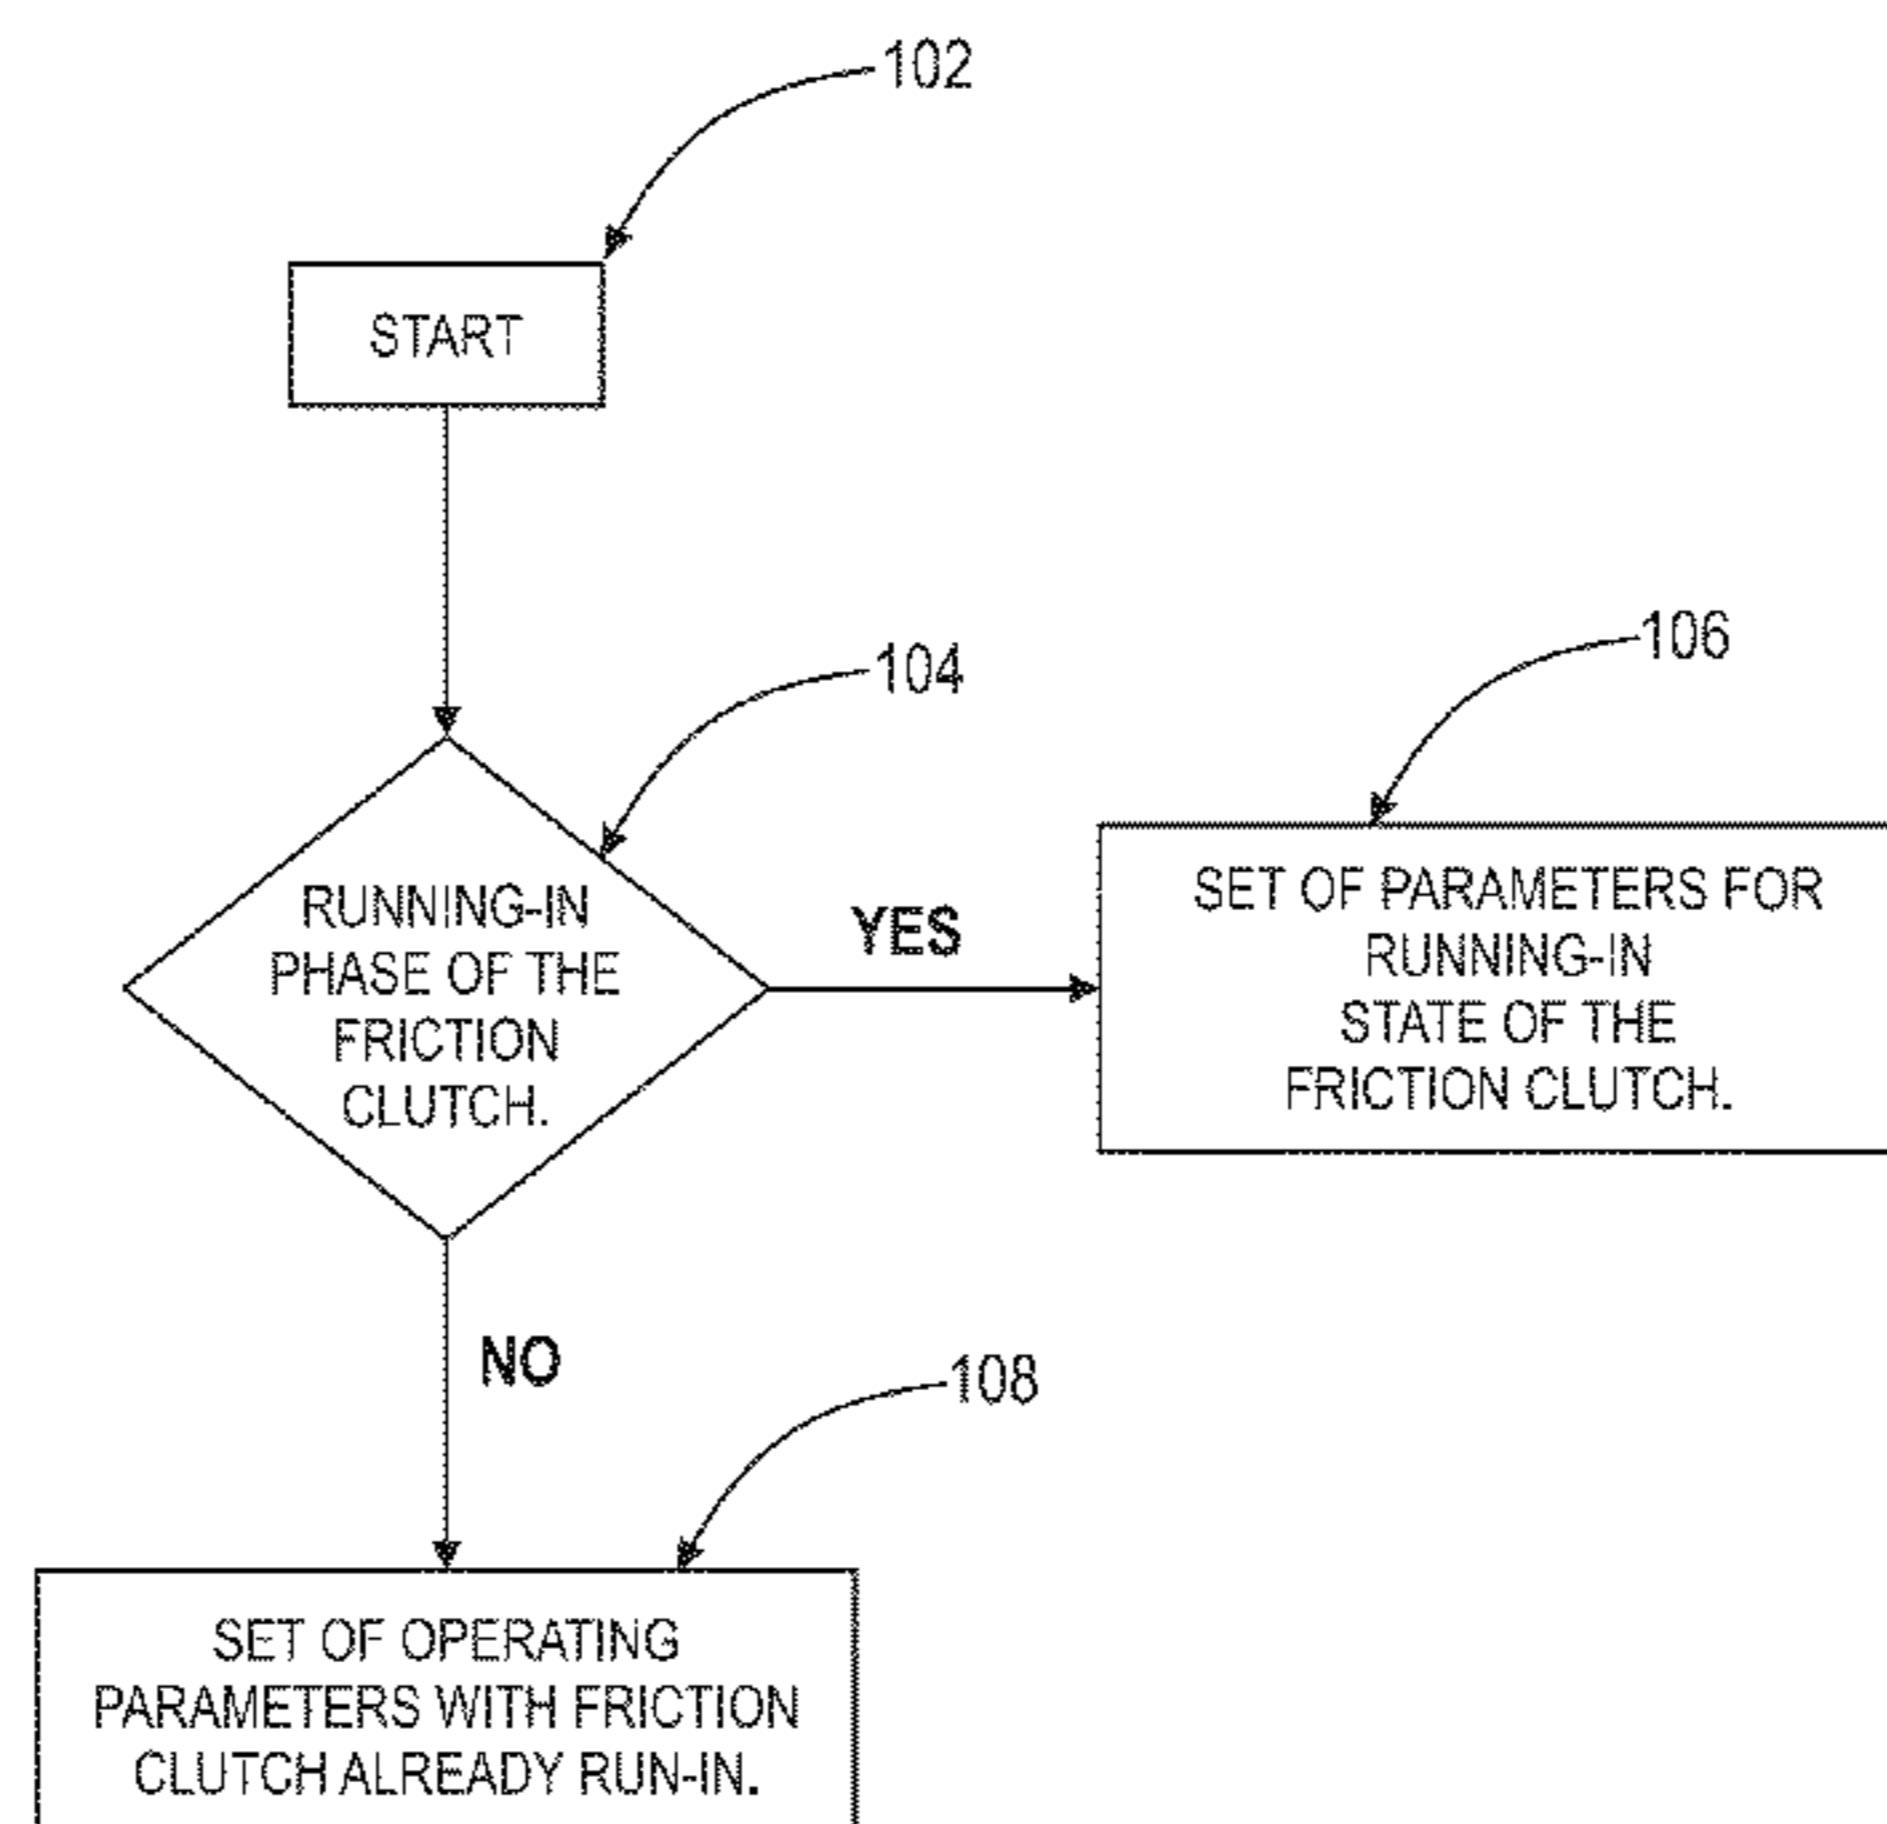 102
START
104
106
RUNNING-IN
PHASE OF THE
FRICTION
CLUTCH.
YES
SET OF PARAMETERS FOR
RUNNING-IN
STATE OF THE
FRICTION CLUTCH.
NO
108
SET OF OPERATING
PARAMETERS WITH FRICTION
CLUTCH ALREADY RUN-IN.